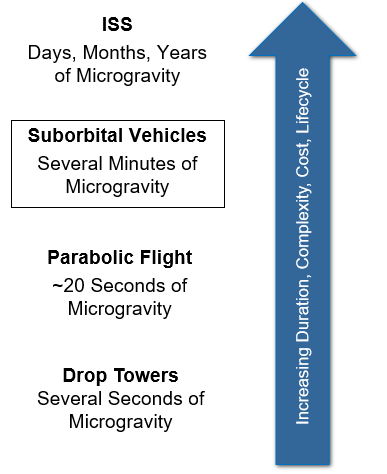 ISS
Days, Months, Years
of Microgravity
Suborbital Vehicles
Several Minutes of
Microgravity
Parabolic Flight
~20 Seconds of
Microgravity
Drop Towers
Several Seconds of
Microgravity
Increasing Duration, Complexity, Cost, Lifecycle